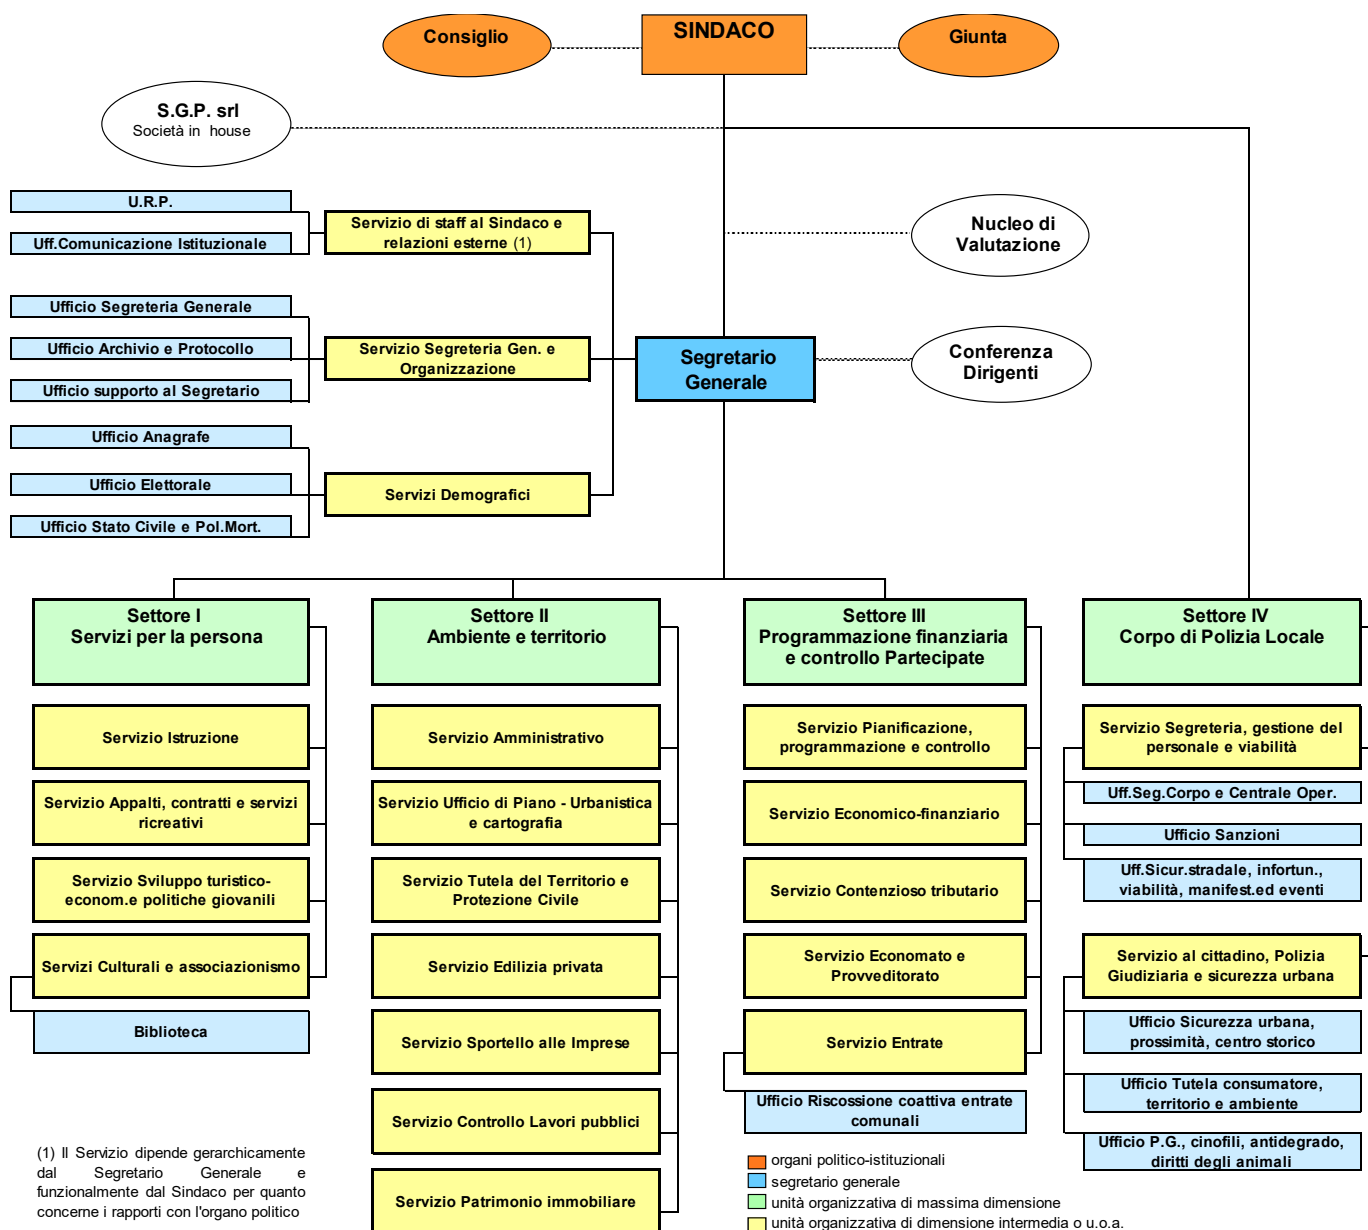 Consiglio
SINDACO
Giunta
S.G.P. srl
Società in house
U.R.P.
Uff.Comunicazione Istituzionale
Servizio di staff al Sindaco e
relazioni esterne (1)
Nucleo di
Valutazione
Ufficio Segreteria Generale
Ufficio Archivio e Protocollo
Ufficio supporto al Segretario
Servizio Segreteria Gen. e
Organizzazione
Segretario
Generale
Conferenza
Dirigenti
Ufficio Anagrafe
Ufficio Elettorale
Ufficio Stato Civile e Pol.Mort.
Servizi Demografici
Settore I
Servizi per la persona
Servizio Istruzione
Servizio Appalti, contratti e servizi
ricreativi
Servizio Sviluppo turistico-
econom.e politiche giovanili
Servizi Culturali e associazionismo
Biblioteca
Settore II
Ambiente e territorio
Servizio Amministrativo
Servizio Ufficio di Piano - Urbanistica
e cartografia
Servizio Tutela del Territorio e
Protezione Civile
Servizio Edilizia privata
Servizio Sportello alle Imprese
Servizio Controllo Lavori pubblici
Servizio Patrimonio immobiliare
Settore III
Programmazione finanziaria
e controllo Partecipate
Servizio Pianificazione,
programmazione e controllo
Servizio Economico-finanziario
Servizio Contenzioso tributario
Servizio Economato e
Provveditorato
Servizio Entrate
Ufficio Riscossione coattiva entrate
comunali
Settore IV
Corpo di Polizia Locale
Servizio Segreteria, gestione del
personale e viabilità
Uff.Seg.Corpo e Centrale Oper.
Ufficio Sanzioni
Uff.Sicur.stradale, infortun.,
viabilità, manifest.ed eventi
Servizio al cittadino, Polizia
Giudiziaria e sicurezza urbana
Ufficio Sicurezza urbana,
prossimità, centro storico
Ufficio Tutela consumatore,
territorio e ambiente
Ufficio P.G., cinofili, antidegrado,
diritti degli animali
(1) Il Servizio dipende gerarchicamente
dal Segretario Generale e
funzionalmente dal Sindaco per quanto
concerne i rapporti con l'organo politico
organi politico-istituzionali
segretario generale
unità organizzativa di massima dimensione
unità organizzativa di dimensione intermedia o u.o.a.